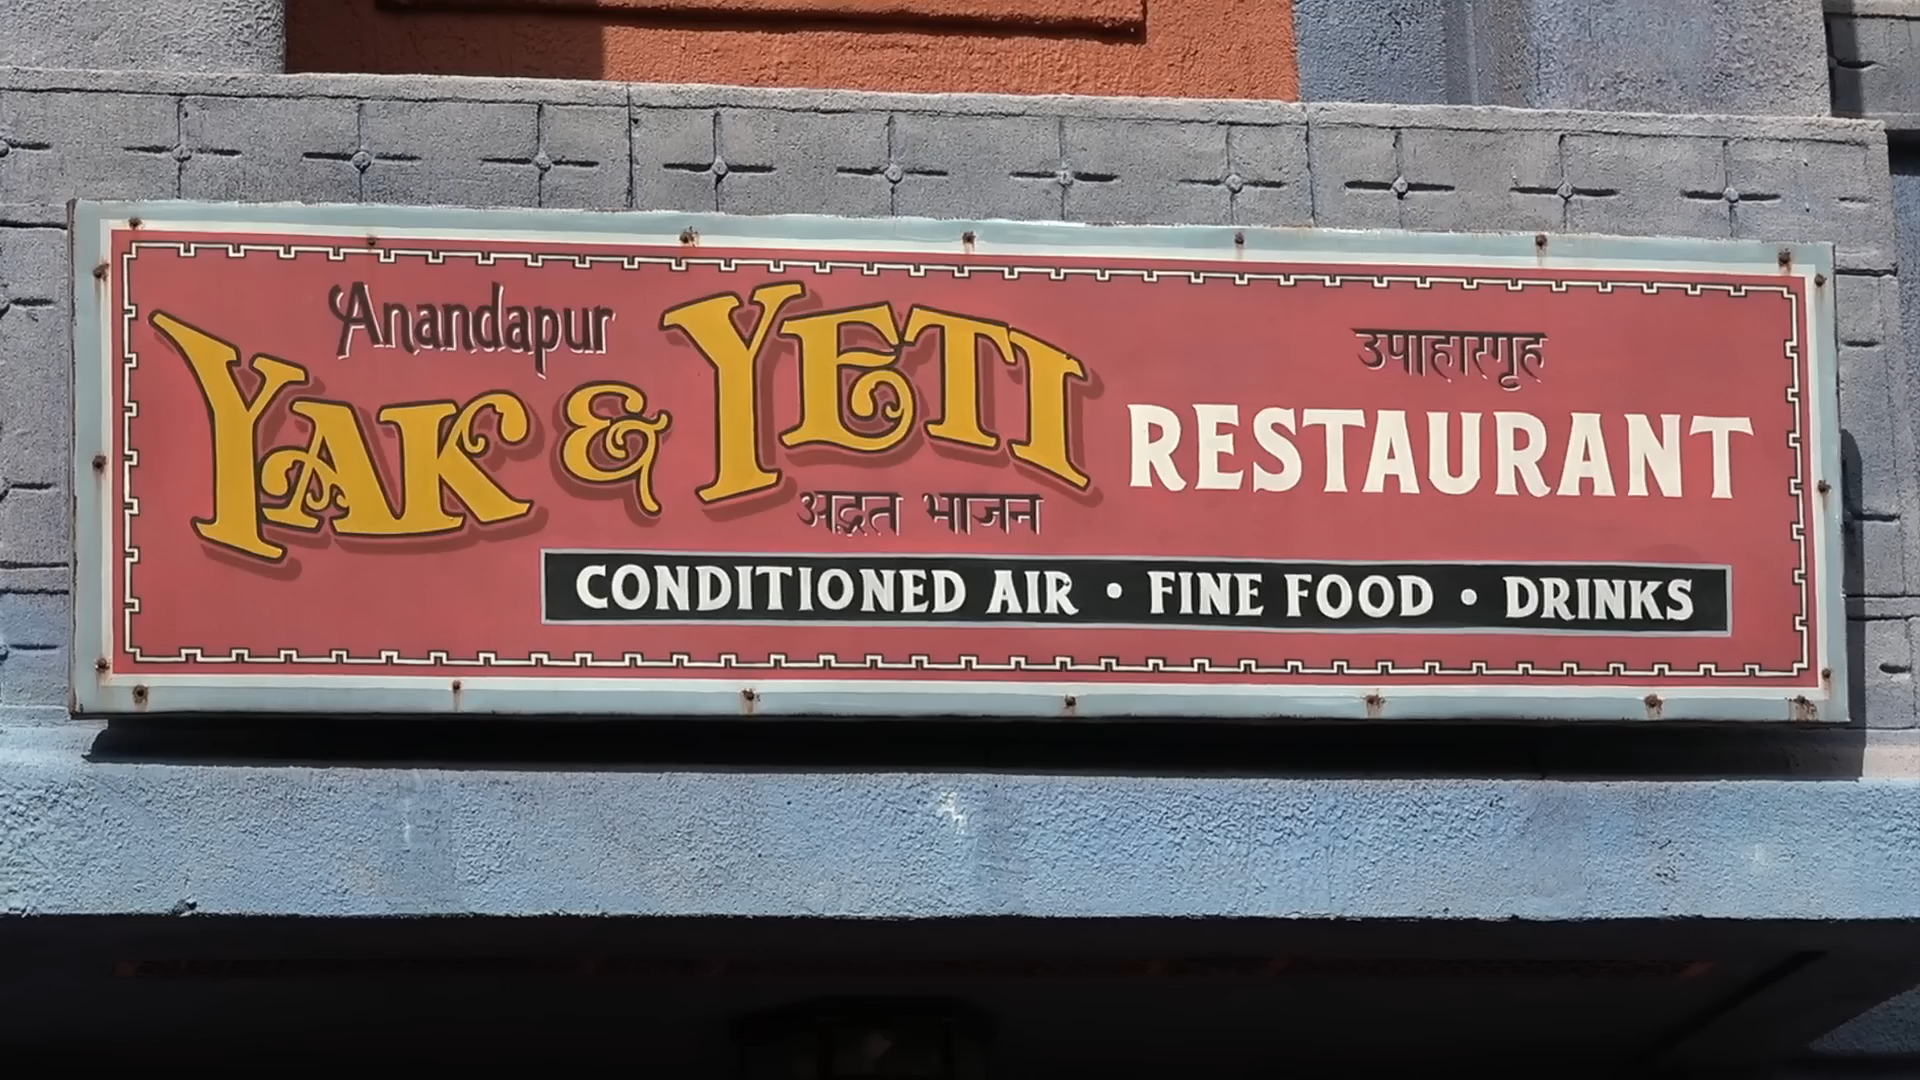 Anandapur
YAK & YETI
अद्भुत भाजन
उपाहारगृह
RESTAURANT
CONDITIONED AIR • FINE FOOD • DRINKS